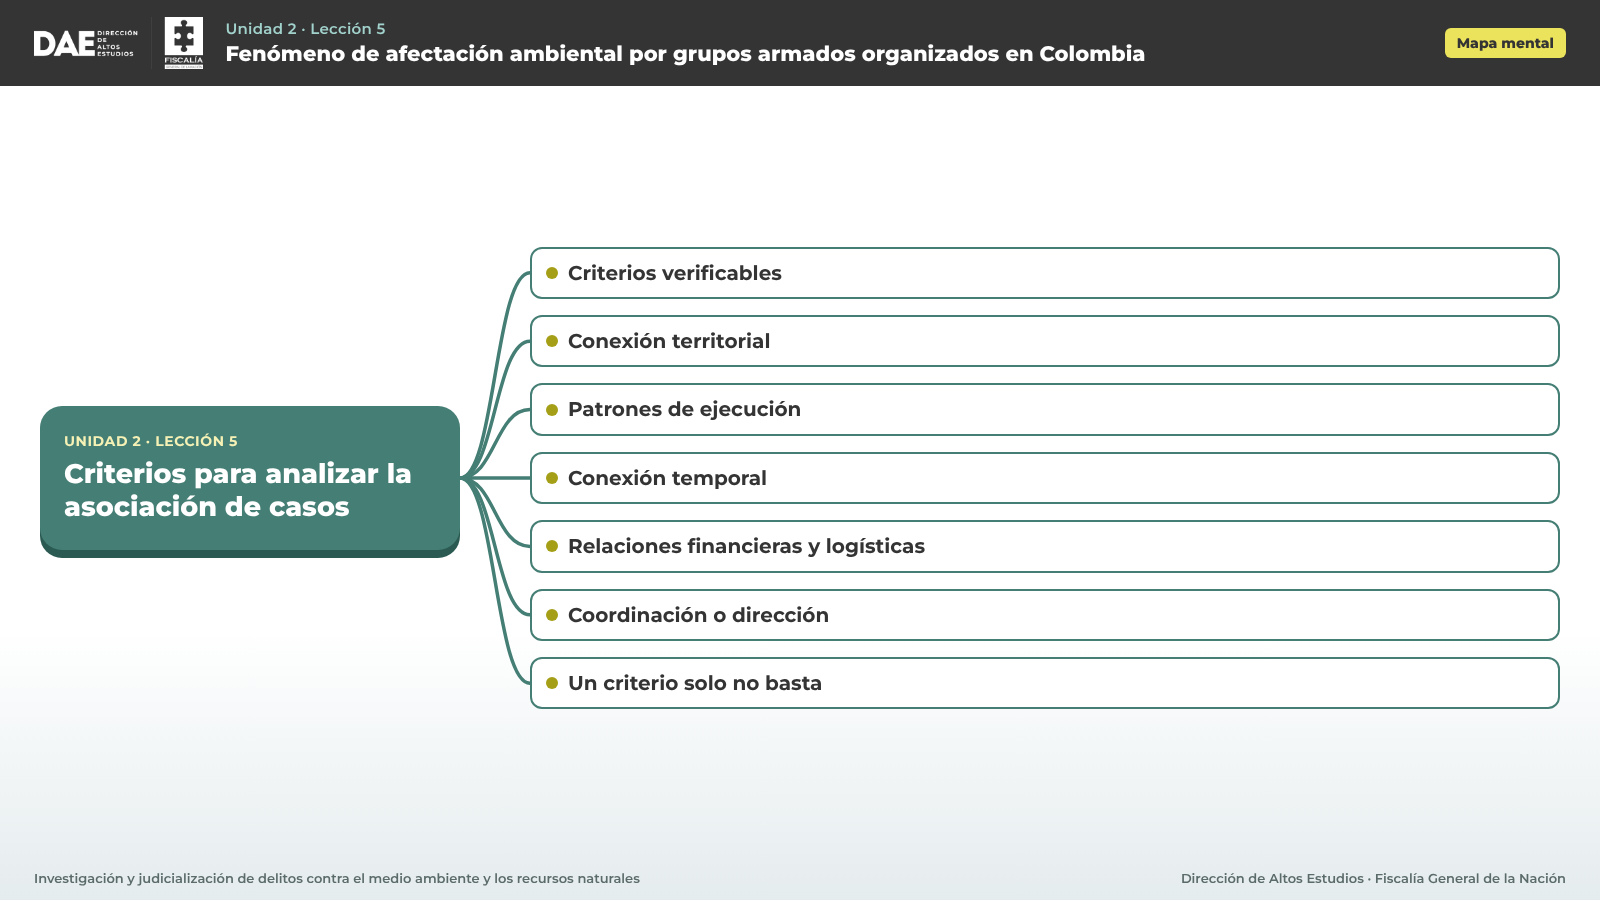 DAE DIRECCIÓN
DE
ALTOS
ESTUDIOS
FISCALÍA
Unidad 2 · Lección 5
Fenómeno de afectación ambiental por grupos armados organizados en Colombia
Mapa mental
Criterios verificables
Conexión territorial
Patrones de ejecución
UNIDAD 2 · LECCIÓN 5
Criterios para analizar la
asociación de casos
Conexión temporal
Relaciones financieras y logísticas
Coordinación o dirección
Un criterio solo no basta
Investigación y judicialización de delitos contra el medio ambiente y los recursos naturales
Dirección de Altos Estudios · Fiscalía General de la Nación